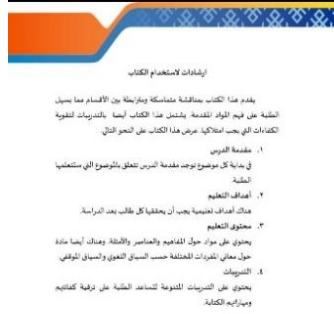 ارشادات لاستخدام الكتاب
يقدم هذا الكتاب بمناقشة متماسكة ومترابطة بين الأقسام مما يسهل
الطلبة على فهم المواد المقدمة. يشتمل هذا الكتاب أيضا بالتدريبات لتقوية
الكفاءات التي يجب امتلاكها. عرض هذا الكتاب على النحو التالي.
١. مقدمة الدرس
في بداية كل موضوع توجد مقدمة الدرس تتعلق بالموضوع التي ستتعلمها
الطلبة.
٢. أهداف التعليم
هناك أهداف تعليمية يجب أن يحققها كل طالب بعد الدراسة.
٣. محتوى التعليم
يحتوي على مواد حول المفاهيم والعناصر والأمثلة. وهناك أيضا مادة
حول معاني المفردات المختلفة حسب السياق اللغوي والسياق الموقفي.
٤. التدريبات
يحتوي على التدريبات المتنوعة لتساعد الطلبة على ترقية كفائتهم
ومهاراتهم الكتابة.